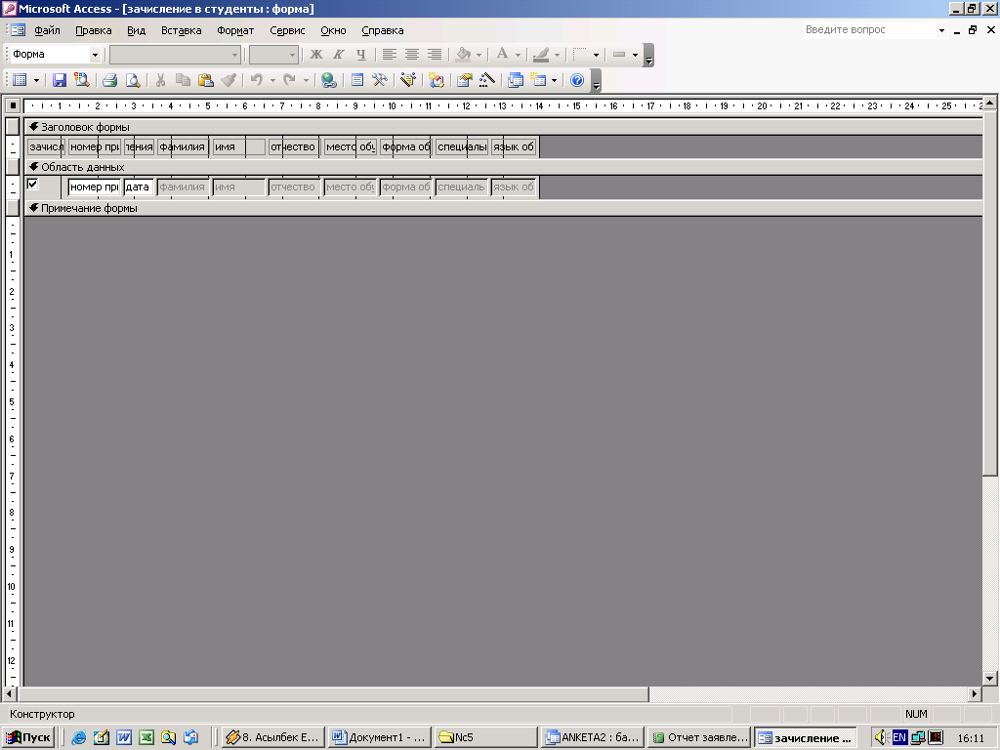 Microsoft Access - [зачисление в студенты : форма]
Файл Правка Вид Вставка Формат Сервис Окно Справка Введите вопрос
Форма Ж К Ч
1 2 3 4 5 6 7 8 9 10 11 12 13 14 15 16 17 18 19 20 21 22 23 24 25
Заголовок формы
зачисл номер при чения фамилия имя отчество место обу форма об специалы язык об
Область данных
номер при дата фамилия имя отчество место обу форма об специаль язык об
Примечание формы
1
2
3
4
5
6
7
8
9
10
11
12
Конструктор NUM
Пуск 8. Асылбек Е... Документ1 - ... Nc5 ANKETA2 : ба... Отчет заявле... зачисление ... EN 16:11